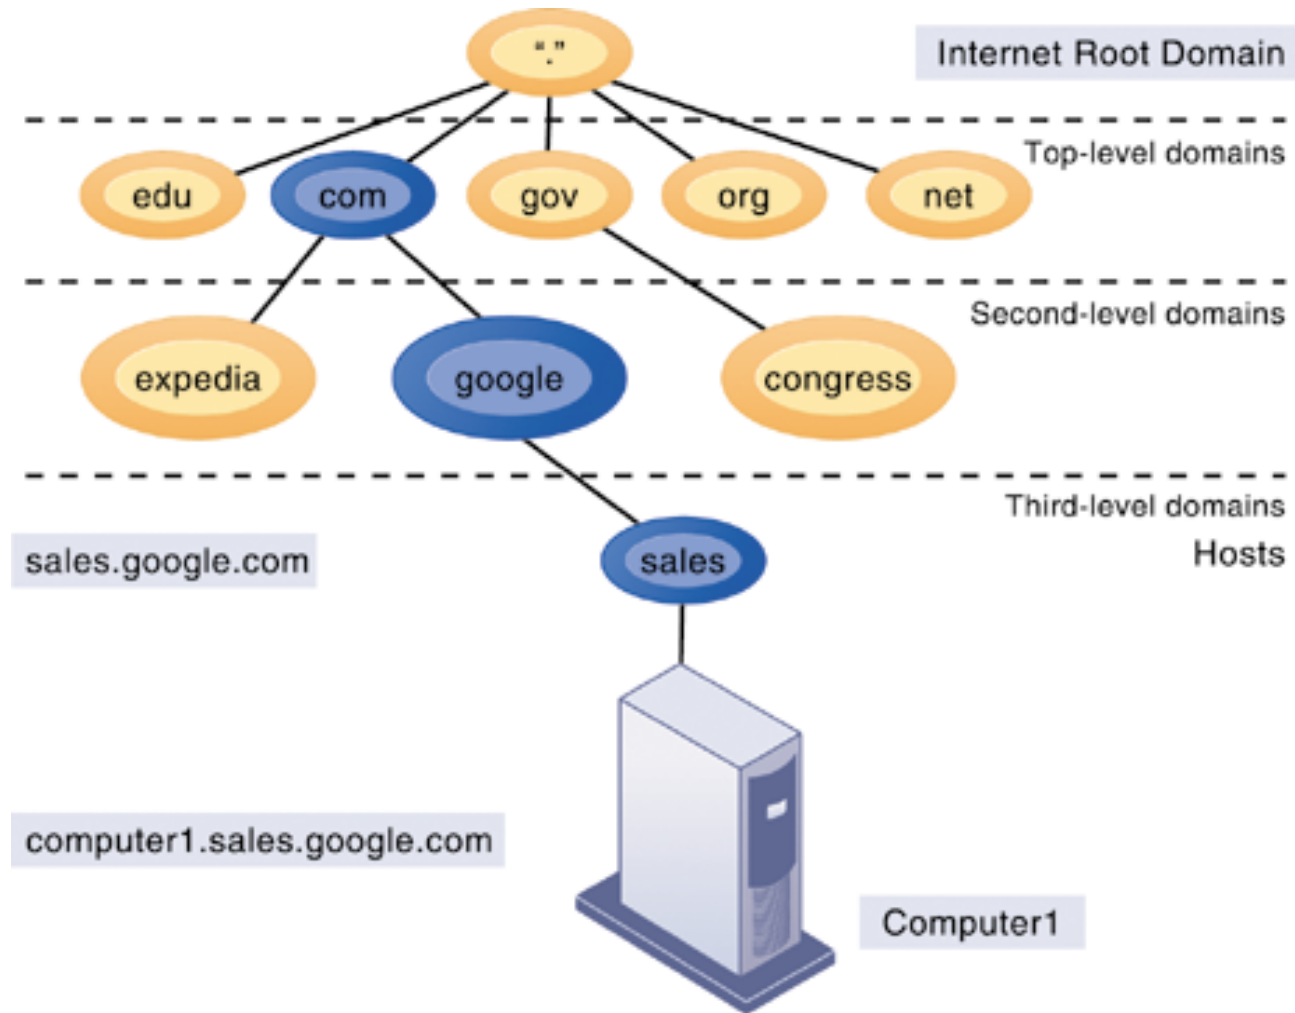 “.”
Internet Root Domain
Top-level domains
edu
com
gov
org
net
Second-level domains
expedia
google
congress
Third-level domains
Hosts
sales.google.com
sales
computer1.sales.google.com
Computer1